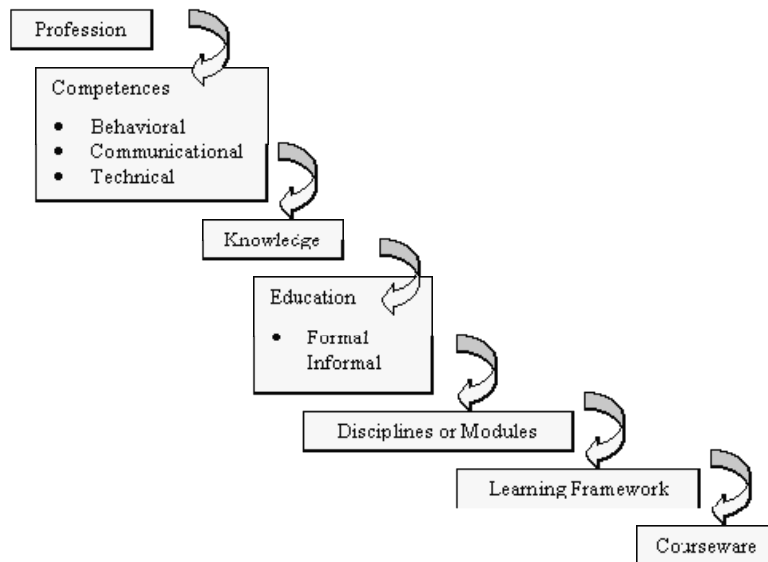 Profession
Competences
• Behavioral
• Communicational
• Technical
Knowledge
Education
• Formal
Informal
Disciplines or Modules
Learning Framework
Courseware